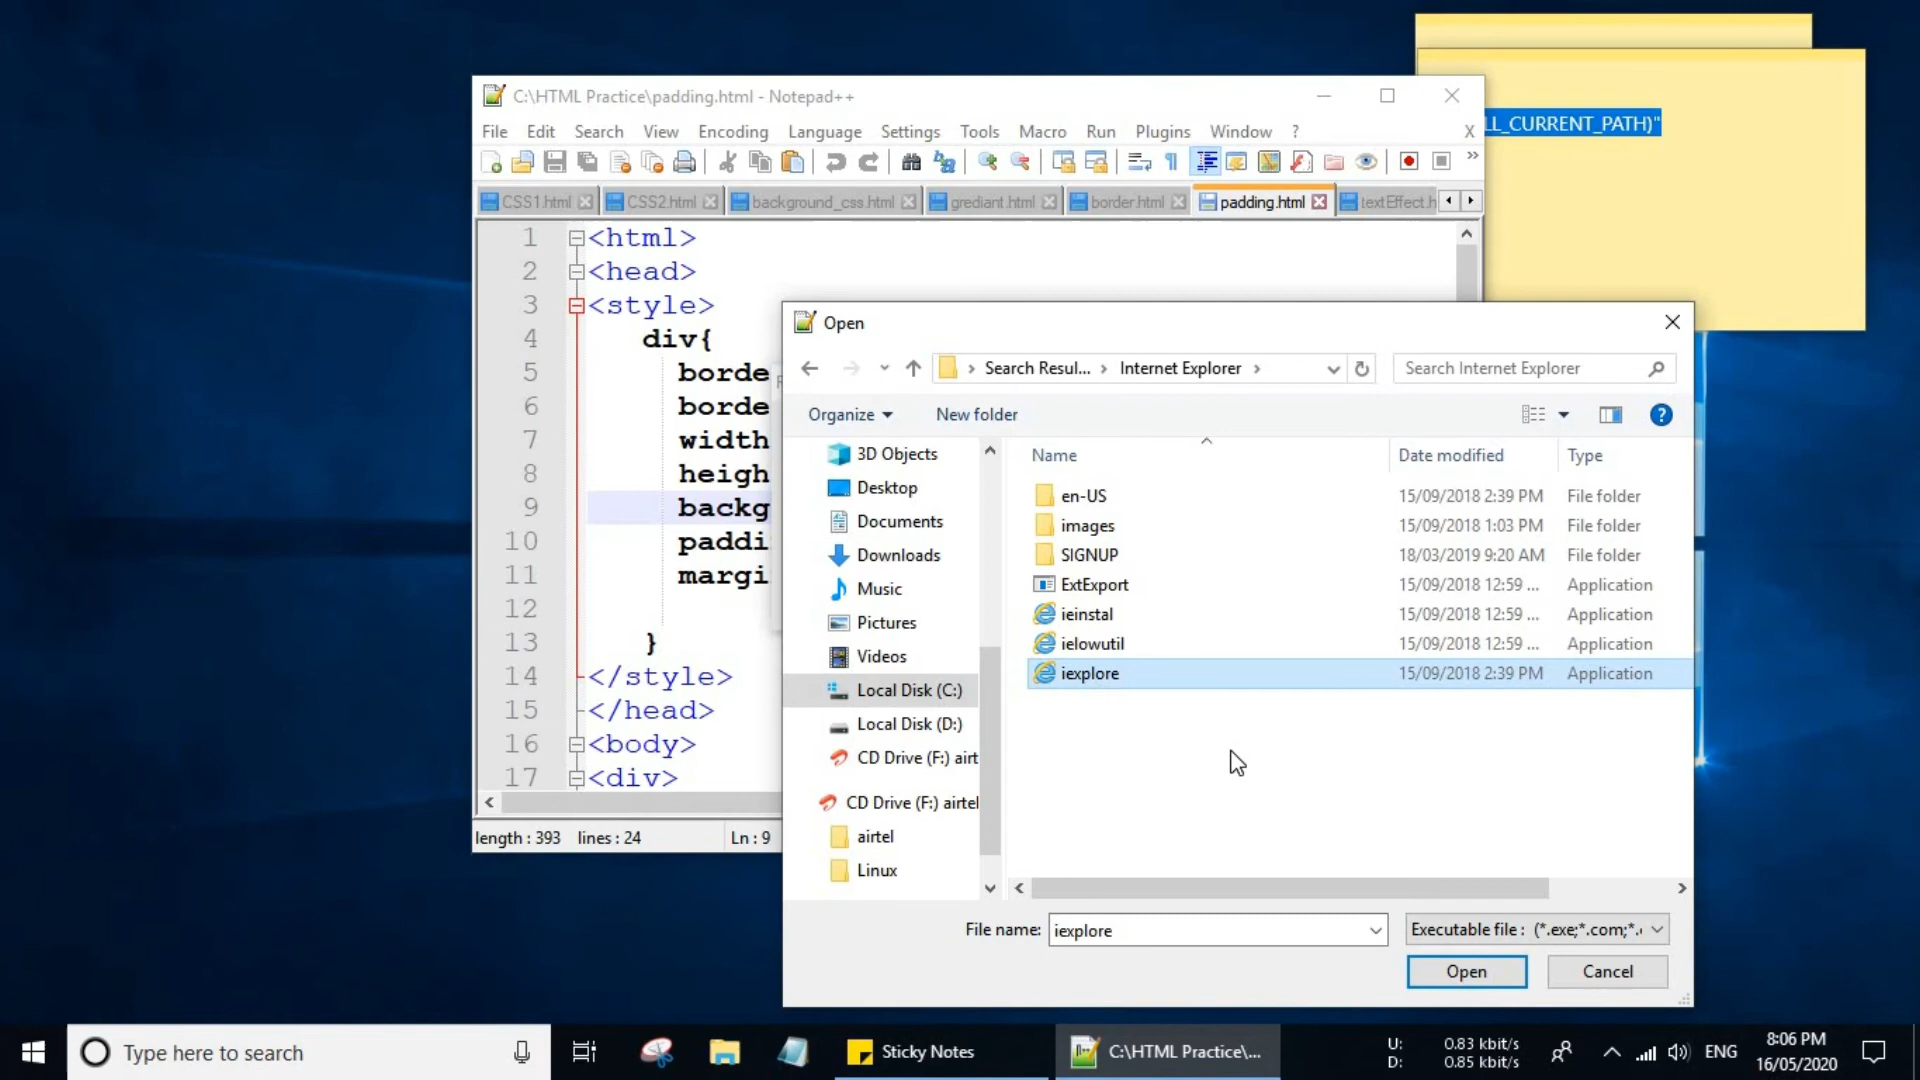 LL_CURRENT_PATH)"
C:\HTML Practice\padding.html - Notepad++
File Edit Search View Encoding Language Settings Tools Macro Run Plugins Window ? X
CSS1.html CSS2.html background_css.html grediant.html border.html padding.html textEffect.h
1 <html>
2 <head>
3 <style>
4 div{
5 borde
6 borde
7 width
8 heigh
9 backg
10 paddi
11 margi
12
13 }
14 </style>
15 </head>
16 <body>
17 <div>
length : 393 lines : 24 Ln : 9
Open
Search Resul... Internet Explorer
Search Internet Explorer
Organize New folder
3D Objects
Desktop
Documents
Downloads
Music
Pictures
Videos
Local Disk (C:)
Local Disk (D:)
CD Drive (F:) airt
CD Drive (F:) airtel
airtel
Linux
Name Date modified Type
en-US 15/09/2018 2:39 PM File folder
images 15/09/2018 1:03 PM File folder
SIGNUP 18/03/2019 9:20 AM File folder
ExtExport 15/09/2018 12:59 ... Application
ieinstal 15/09/2018 12:59 ... Application
ielowutil 15/09/2018 12:59 ... Application
iexplore 15/09/2018 2:39 PM Application
File name: iexplore
Executable file : (*.exe;*.com;*.
Open Cancel
Type here to search
Sticky Notes
C:\HTML Practice\...
U: 0.83 kbit/s
D: 0.85 kbit/s
ENG
8:06 PM
16/05/2020